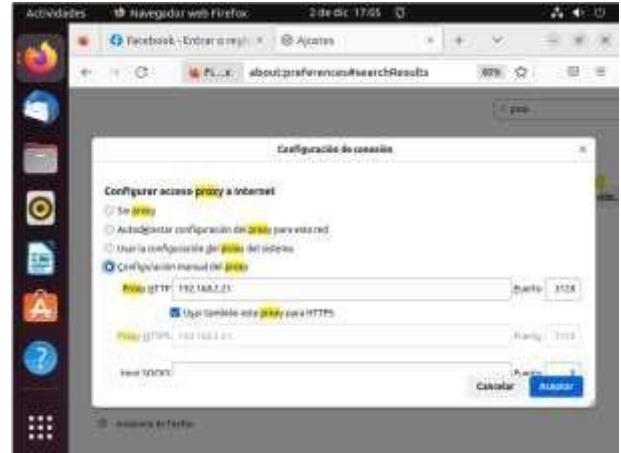 Actividades Navegador web Firefox 2 de dic 17:05
Facebook - Entrar o regi Ajustes
about:preferences#searchResults
Configuración de conexión
Configurar acceso proxy a Internet
Sin proxy
Autodetectar configuración del proxy para esta red
Usar la configuración del proxy del sistema
Configuración manual del proxy
Proxy HTTP 192.168.2.21 Puerto 3128
Usar también este proxy para HTTPS
Proxy HTTPS 192.168.2.21 Puerto 3128
Host SOCKS Puerto
Cancelar Aceptar